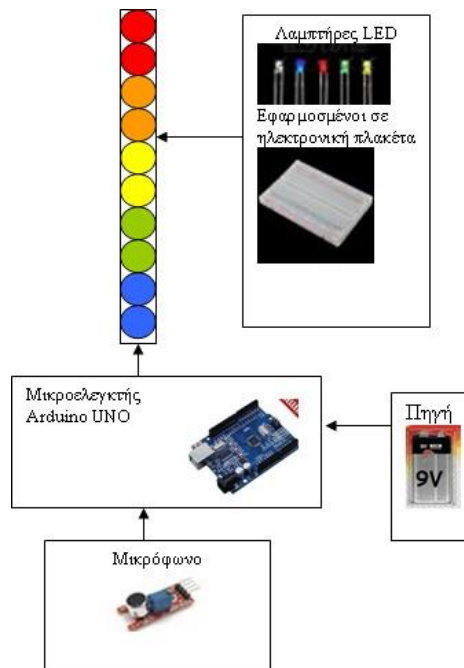 Λαμπτήρες LED
Εφαρμοσμένοι σε
ηλεκτρονική πλακέτα
Μικροελεγκτής
Arduino UNO
Πηγή
9V
Μικρόφωνο